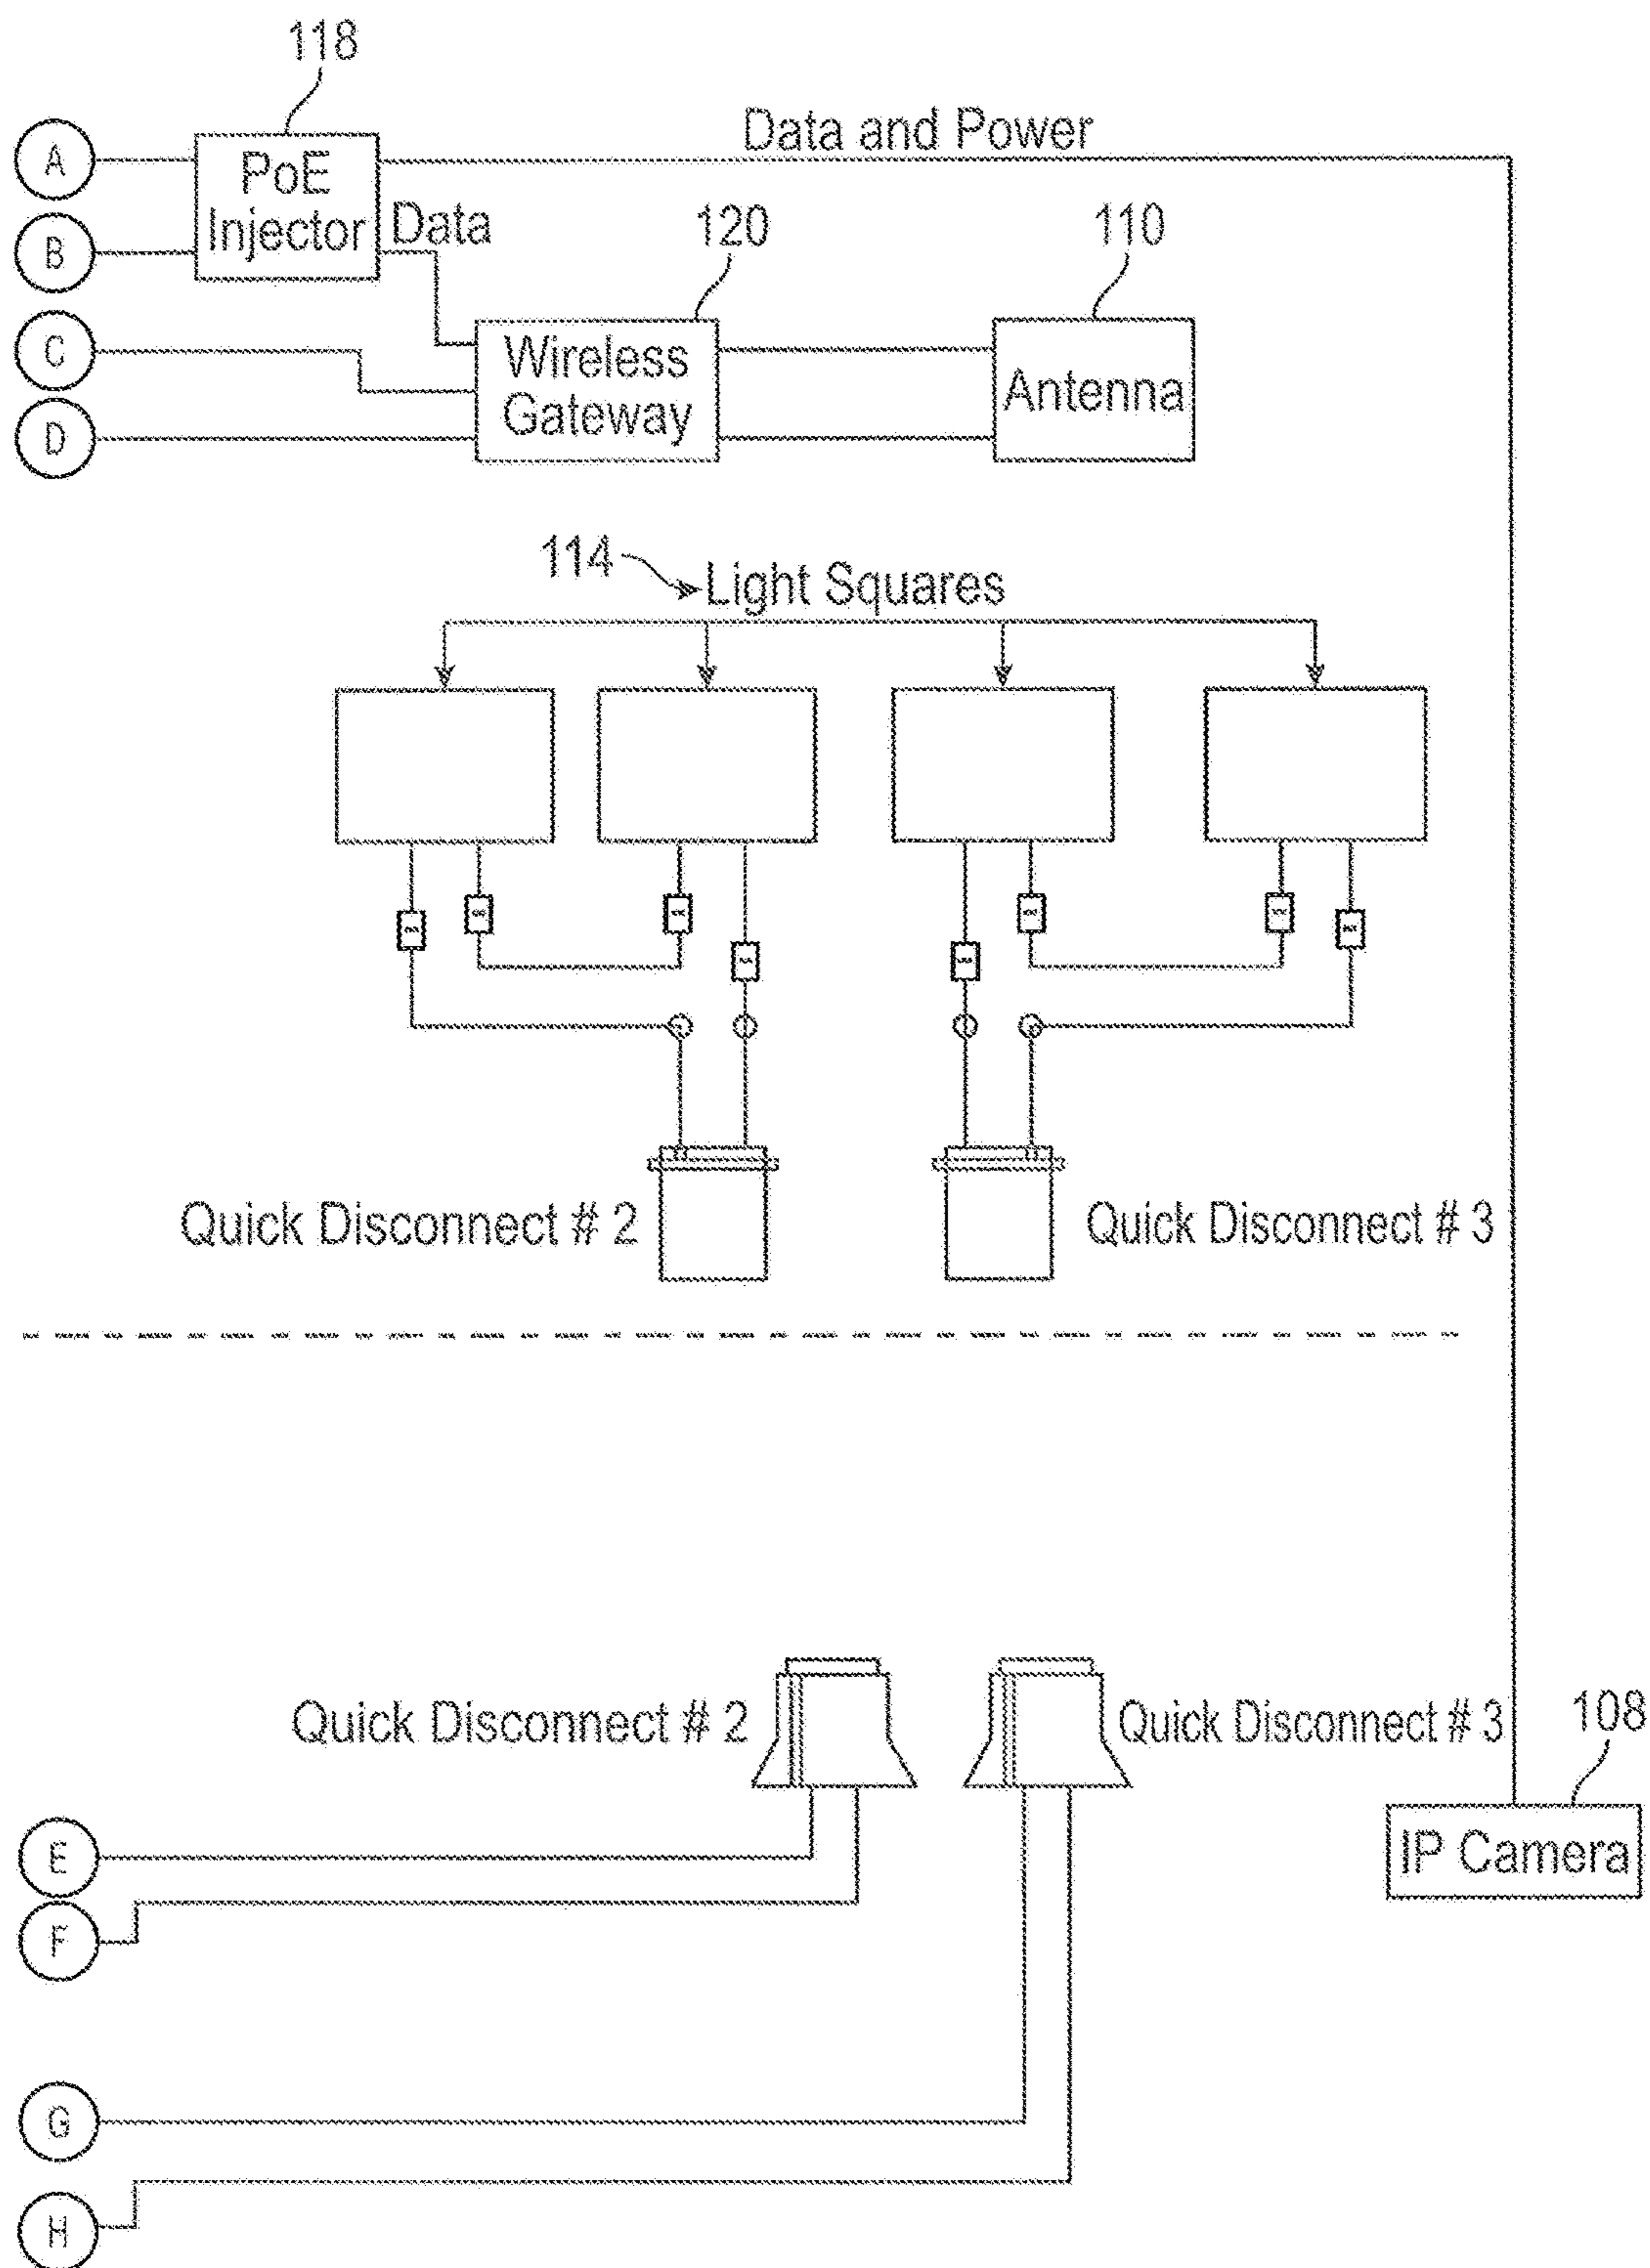 118
A
Data and Power
PoE
Injector
Data
B
120
110
C
Wireless
Gateway
Antenna
D
114
Light Squares
Quick Disconnect # 2
Quick Disconnect # 3
Quick Disconnect # 2
Quick Disconnect # 3
108
E
IP Camera
F
G
H